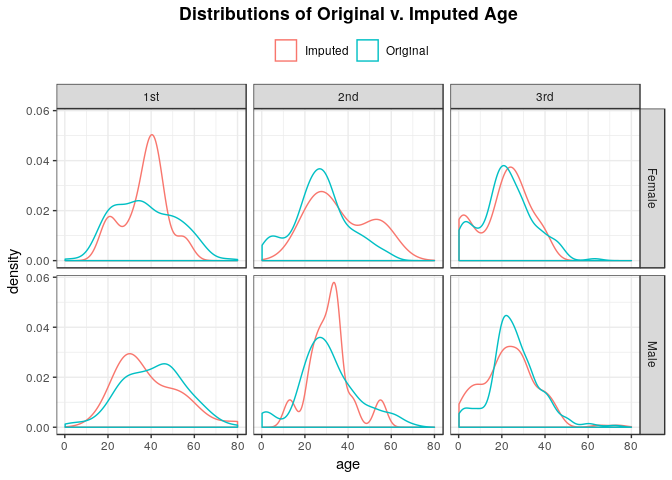 Distributions of Original v. Imputed Age
Imputed Original
1st 2nd 3rd
0.06
0.04
0.02
0.00
Female
0.06
0.04
0.02
0.00
Male
density
0 20 40 60 80 0 20 40 60 80 0 20 40 60 80
age